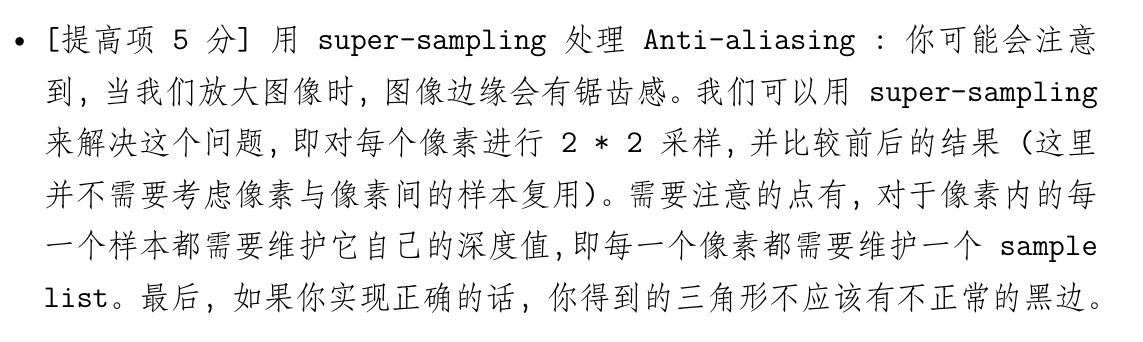 • [提高项 5 分] 用 super-sampling 处理 Anti-aliasing : 你可能会注意
到, 当我们放大图像时, 图像边缘会有锯齿感。我们可以用 super-sampling
来解决这个问题, 即对每个像素进行 2 * 2 采样, 并比较前后的结果 (这里
并不需要考虑像素与像素间的样本复用)。需要注意的点有, 对于像素内的每
一个样本都需要维护它自己的深度值, 即每一个像素都需要维护一个 sample
list。最后, 如果你实现正确的话, 你得到的三角形不应该有不正常的黑边。